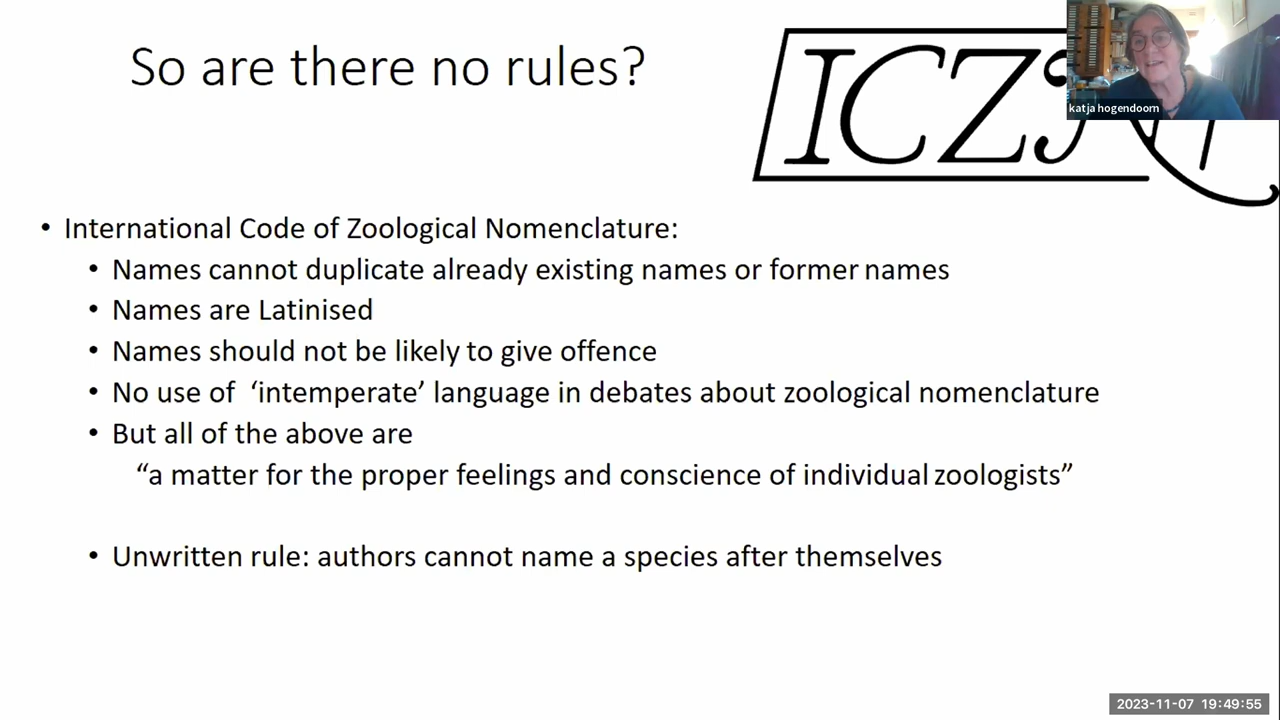 So are there no rules?
ICZN
katja hogendoorn
• International Code of Zoological Nomenclature:
• Names cannot duplicate already existing names or former names
• Names are Latinised
• Names should not be likely to give offence
• No use of ‘intemperate’ language in debates about zoological nomenclature
• But all of the above are
“a matter for the proper feelings and conscience of individual zoologists”
• Unwritten rule: authors cannot name a species after themselves
2023-11-07 19:49:55